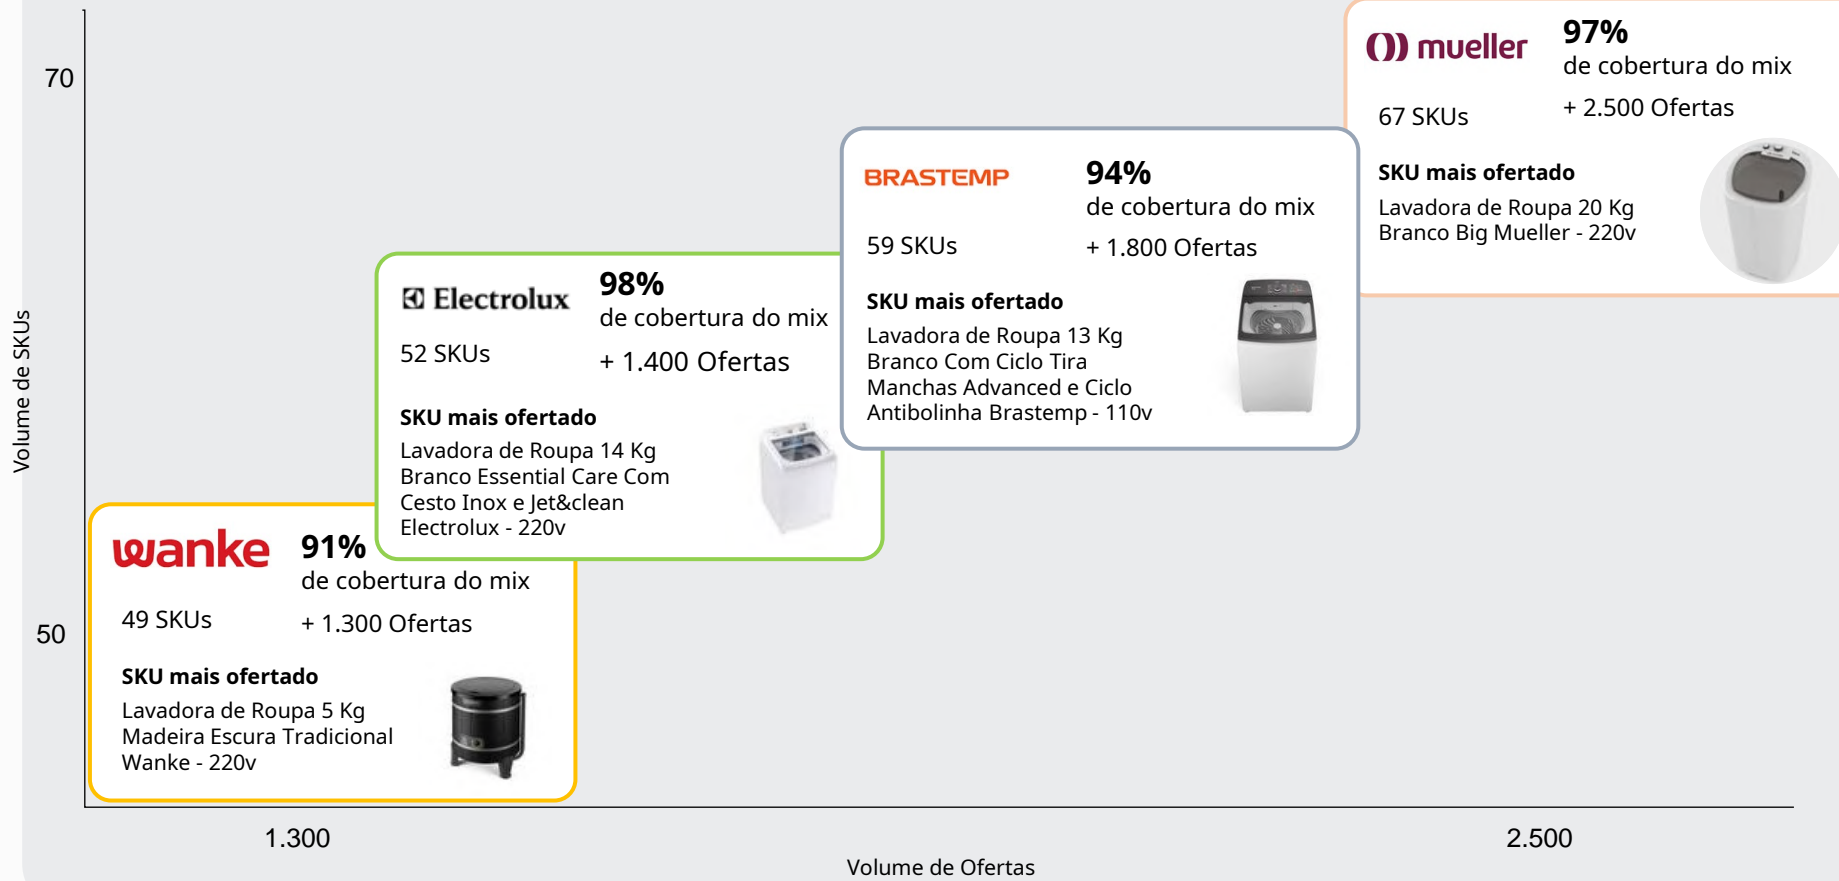 70
50
Volume de SKUs
mueller
97%
de cobertura do mix
67 SKUs
+ 2.500 Ofertas
SKU mais ofertado
Lavadora de Roupa 20 Kg
Branco Big Mueller - 220v
BRASTEMP
94%
de cobertura do mix
59 SKUs
+ 1.800 Ofertas
SKU mais ofertado
Lavadora de Roupa 13 Kg
Branco Com Ciclo Tira
Manchas Advanced e Ciclo
Antibolinha Brastemp - 110v
Electrolux
98%
de cobertura do mix
52 SKUs
+ 1.400 Ofertas
SKU mais ofertado
Lavadora de Roupa 14 Kg
Branco Essential Care Com
Cesto Inox e Jet&clean
Electrolux - 220v
wanke
91%
de cobertura do mix
49 SKUs
+ 1.300 Ofertas
SKU mais ofertado
Lavadora de Roupa 5 Kg
Madeira Escura Tradicional
Wanke - 220v
1.300
2.500
Volume de Ofertas